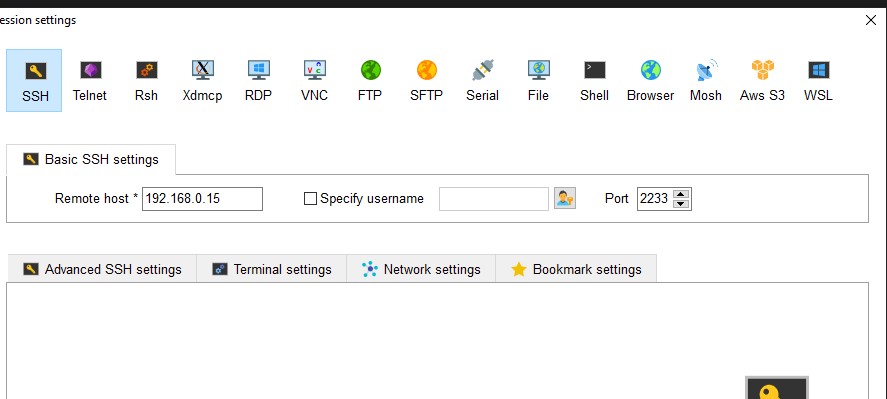 ession settings
SSH Telnet Rsh Xdmcp RDP VNC FTP SFTP Serial File Shell Browser Mosh Aws S3 WSL
Basic SSH settings
Remote host * 192.168.0.15 Specify username Port 2233
Advanced SSH settings Terminal settings Network settings Bookmark settings